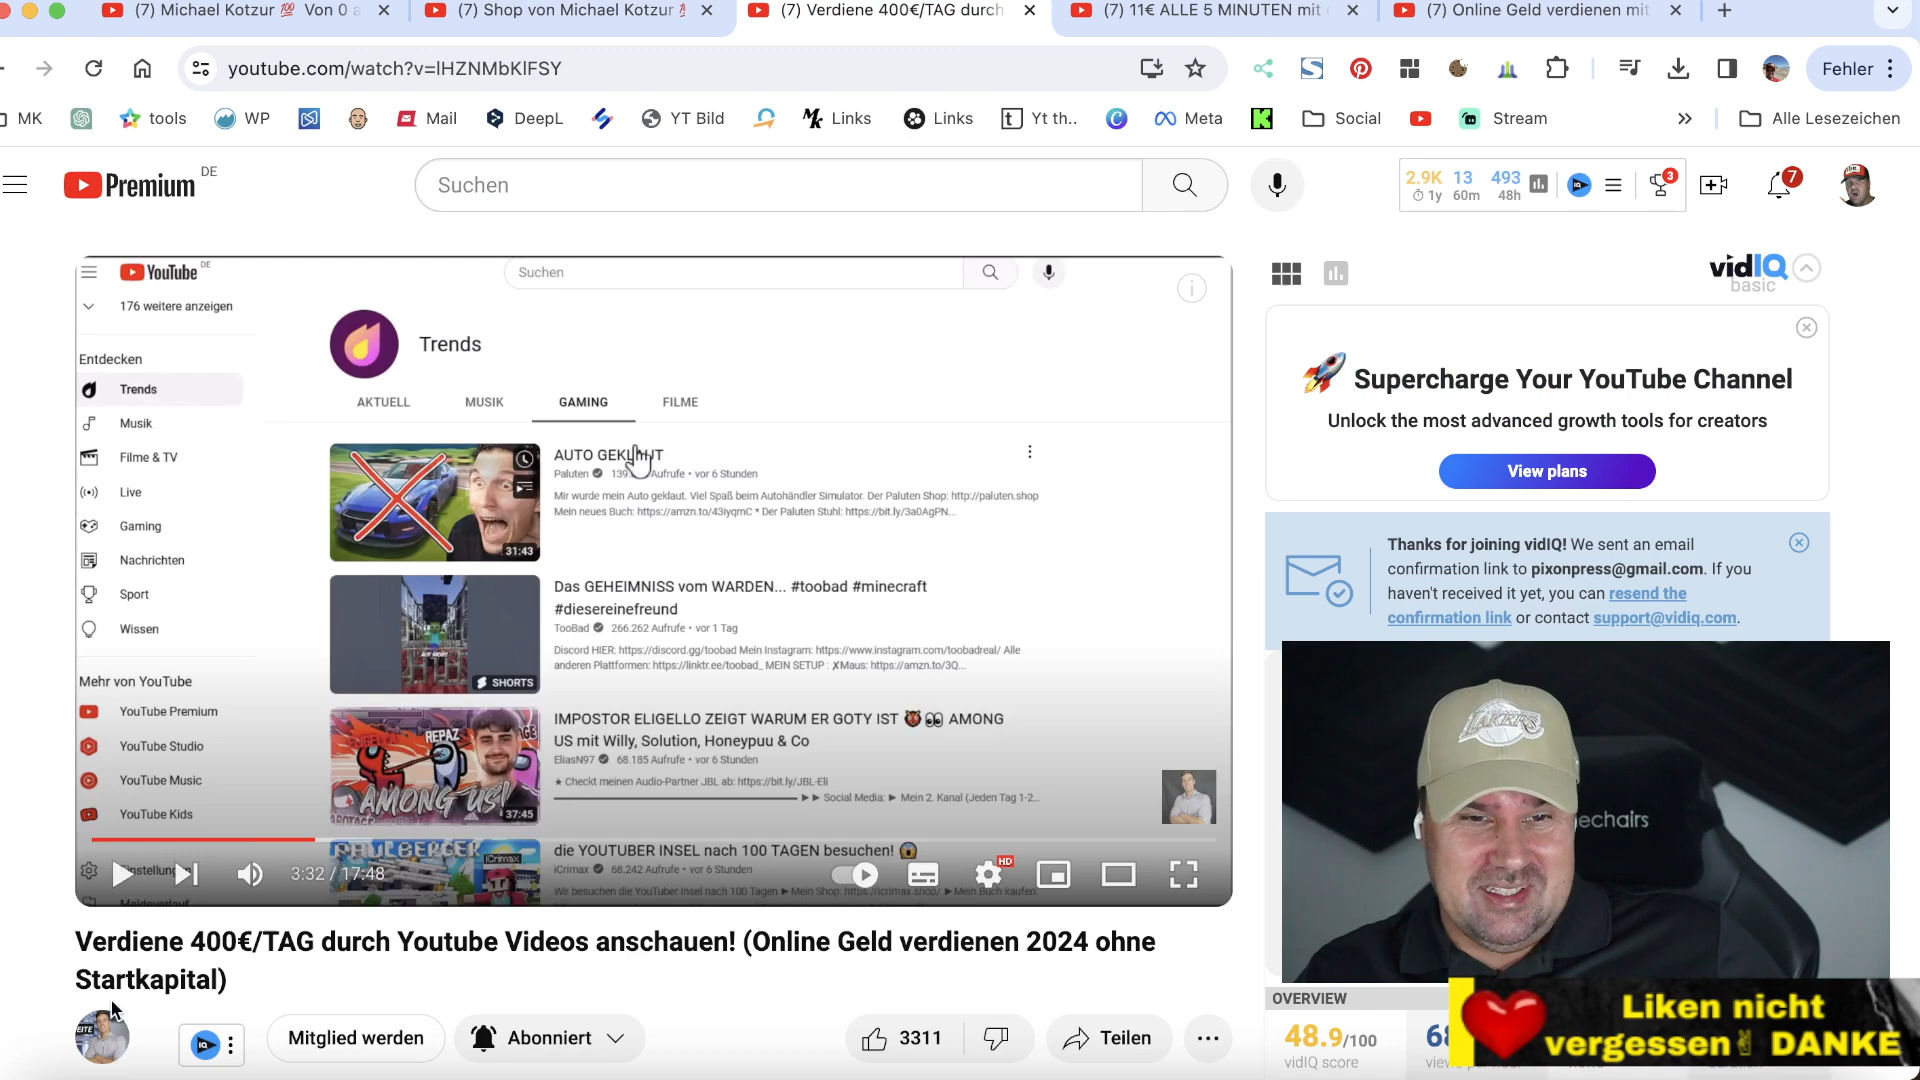 (7) Michael Kotzur 💯 Von 0 a
(7) Shop von Michael Kotzur
(7) Verdiene 400€/TAG durch
(7) 11€ ALLE 5 MINUTEN mit
(7) Online Geld verdienen mit
youtube.com/watch?v=lHZNMbKlFSY
Fehler
MK
tools
WP
Mail
DeepL
YT Bild
Links
Links
Yt th..
Meta
Social
Stream
Alle Lesezeichen
Premium DE
Suchen
2.9K 13 493
1y 60m 48h
3
7
YouTube DE
Suchen
176 weitere anzeigen
Entdecken
Trends
Musik
Filme & TV
Live
Gaming
Nachrichten
Sport
Wissen
Mehr von YouTube
YouTube Premium
YouTube Studio
YouTube Music
YouTube Kids
Trends
AKTUELL MUSIK GAMING FILME
AUTO GEKLAUT
Paluten Aufrufe • vor 6 Stunden
Mir wurde mein Auto geklaut. Viel Spaß beim Autohändler Simulator. Der Paluten Shop: http://paluten.shop
Mein neues Buch: https://amzn.to/43iyqmC * Der Paluten Stuhl: https://bit.ly/3a0AgPN...
31:43
Das GEHEIMNISS vom WARDEN... #toobad #minecraft
#diesereinefreund
TooBad 266.262 Aufrufe • vor 1 Tag
Discord HIER: https://discord.gg/toobad Mein Instagram: https://www.instagram.com/toobadreal/ Alle
anderen Plattformen: https://linktr.ee/toobad_ MEIN SETUP : XMaus: https://amzn.to/3Q...
SHORTS
IMPOSTOR ELIGELLO ZEIGT WARUM ER GOTY IST 👹 👀 AMONG
US mit Willy, Solution, Honeypuu & Co
EliasN97 68.185 Aufrufe • vor 6 Stunden
★ Checkt meinen Audio-Partner JBL ab: https://bit.ly/JBL-Eli
►► Social Media: ► Mein 2. Kanal (Jeden Tag 1-2...
REPAZ
AMONG US!
37:45
die YOUTUBER INSEL nach 100 TAGEN besuchen! 😱
iCrimax 68.242 Aufrufe • vor 6 Stunden
Wir besuchen die YouTuber Insel nach 100 Tagen ► Mein Shop: https://icrimax.shop/ ► Mein Buch kaufen:
PAULBERGER
iCrimax
3:32 / 17:48
HD
Verdiene 400€/TAG durch Youtube Videos anschauen! (Online Geld verdienen 2024 ohne
Startkapital)
Mitglied werden
Abonniert
3311
Teilen
vidIQ
basic
Supercharge Your YouTube Channel
Unlock the most advanced growth tools for creators
View plans
Thanks for joining vidIQ! We sent an email
confirmation link to pixonpress@gmail.com. If you
haven't received it yet, you can resend the
confirmation link or contact support@vidiq.com.
LAKERS
echairs
OVERVIEW
48.9/100
vidIQ score
Liken nicht
vergessen✌ DANKE